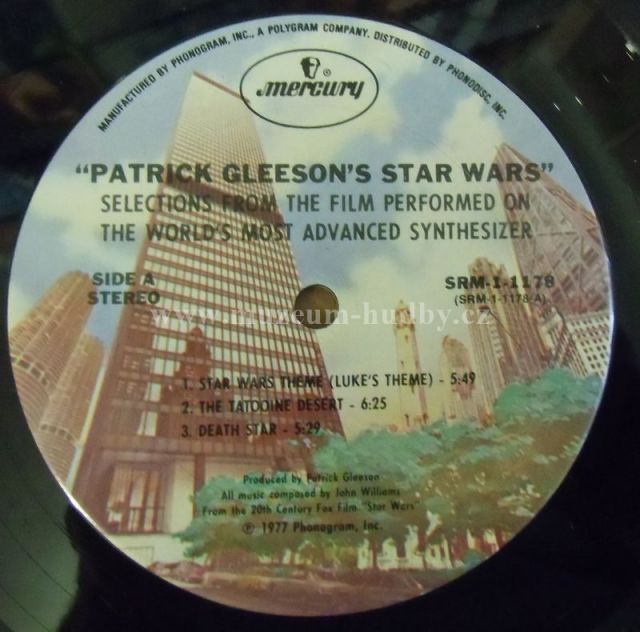 MANUFACTURED BY PHONOGRAM, INC., A POLYGRAM COMPANY. DISTRIBUTED BY PHONODISC, INC.
mercury ®
"PATRICK GLEESON'S STAR WARS"
SELECTIONS FROM THE FILM PERFORMED ON
THE WORLD'S MOST ADVANCED SYNTHESIZER
SIDE A
STEREO
SRM-1-1178
(SRM-1-1178-A)
www.muzeum-hudby.cz
1. STAR WARS THEME (LUKE'S THEME) - 5:49
2. THE TATOOINE DESERT - 6:25
3. DEATH STAR - 5:29
Produced by Patrick Gleeson
All music composed by John Williams
From the 20th Century Fox Film "Star Wars"
℗ 1977 Phonogram, Inc.